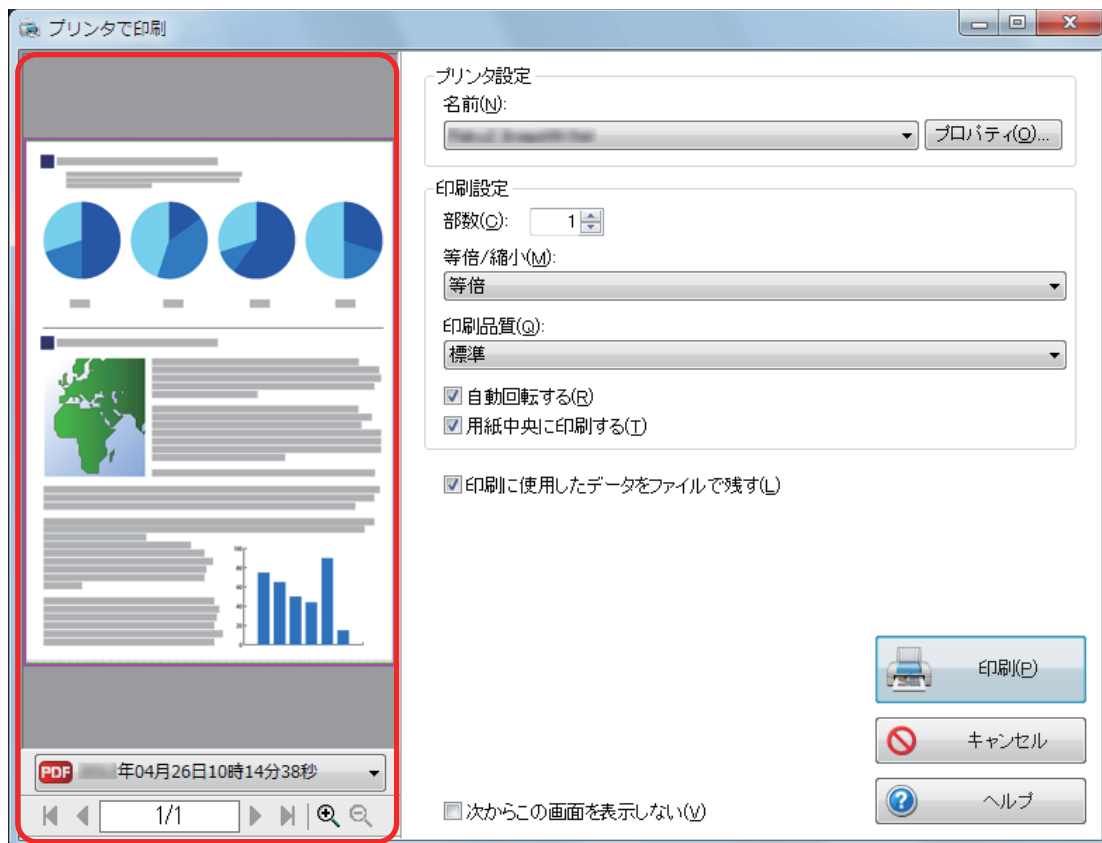 プリンタで印刷
プリンタ設定
名前(N):
プロパティ(O)...
印刷設定
部数(C): 1
等倍/縮小(M):
等倍
印刷品質(Q):
標準
自動回転する(R)
用紙中央に印刷する(T)
印刷に使用したデータをファイルで残す(L)
100
80
60
40
20
0
印刷(P)
キャンセル
ヘルプ
PDF 年04月26日10時14分38秒
1/1
次からこの画面を表示しない(V)